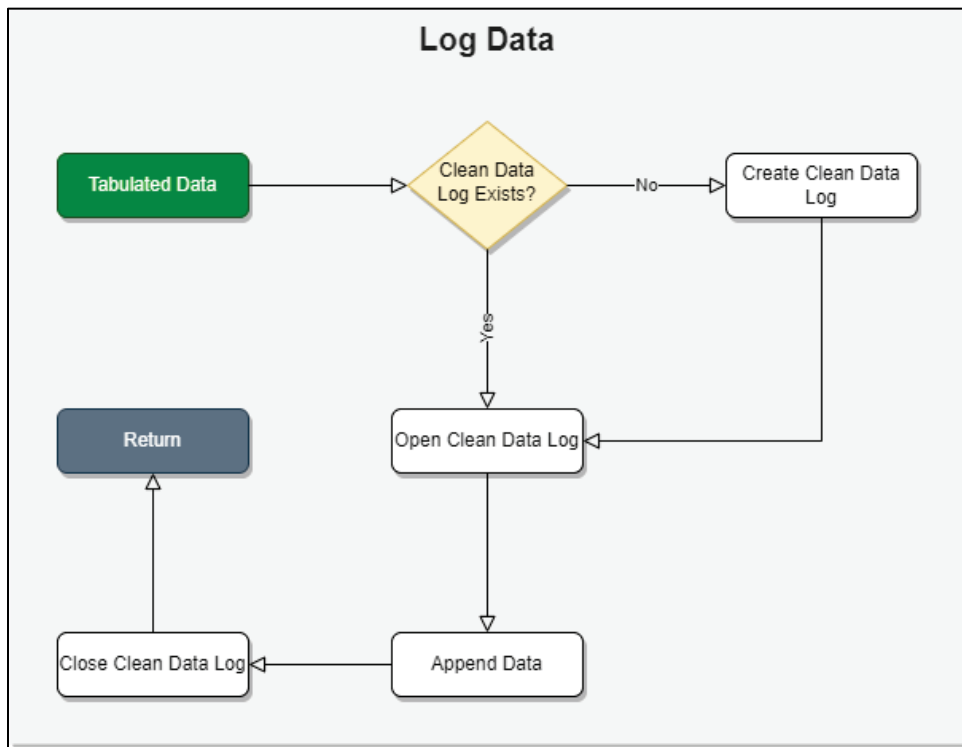 Log Data
Tabulated Data
Clean Data
Log Exists?
No
Create Clean Data
Log
Yes
Return
Open Clean Data Log
Close Clean Data Log
Append Data